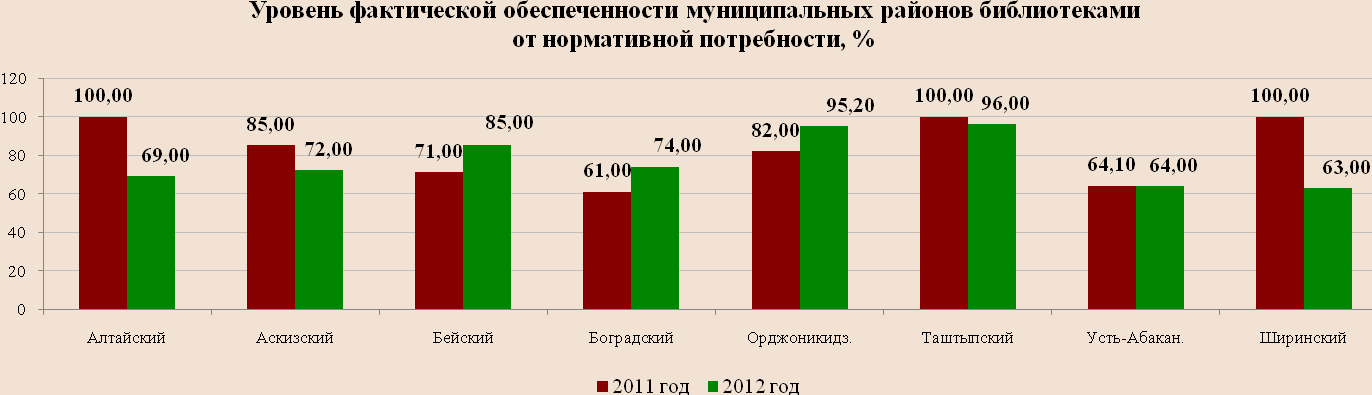 Уровень фактической обеспеченности муниципальных районов библиотеками
от нормативной потребности, %
120
100
80
60
40
20
0
100,00
69,00
85,00
72,00
71,00
85,00
61,00
74,00
82,00
95,20
100,00
96,00
64,10
64,00
100,00
63,00
Алтайский
Аскизский
Бейский
Боградский
Орджоникидз.
Таштыпский
Усть-Абакан.
Ширинский
2011 год
2012 год